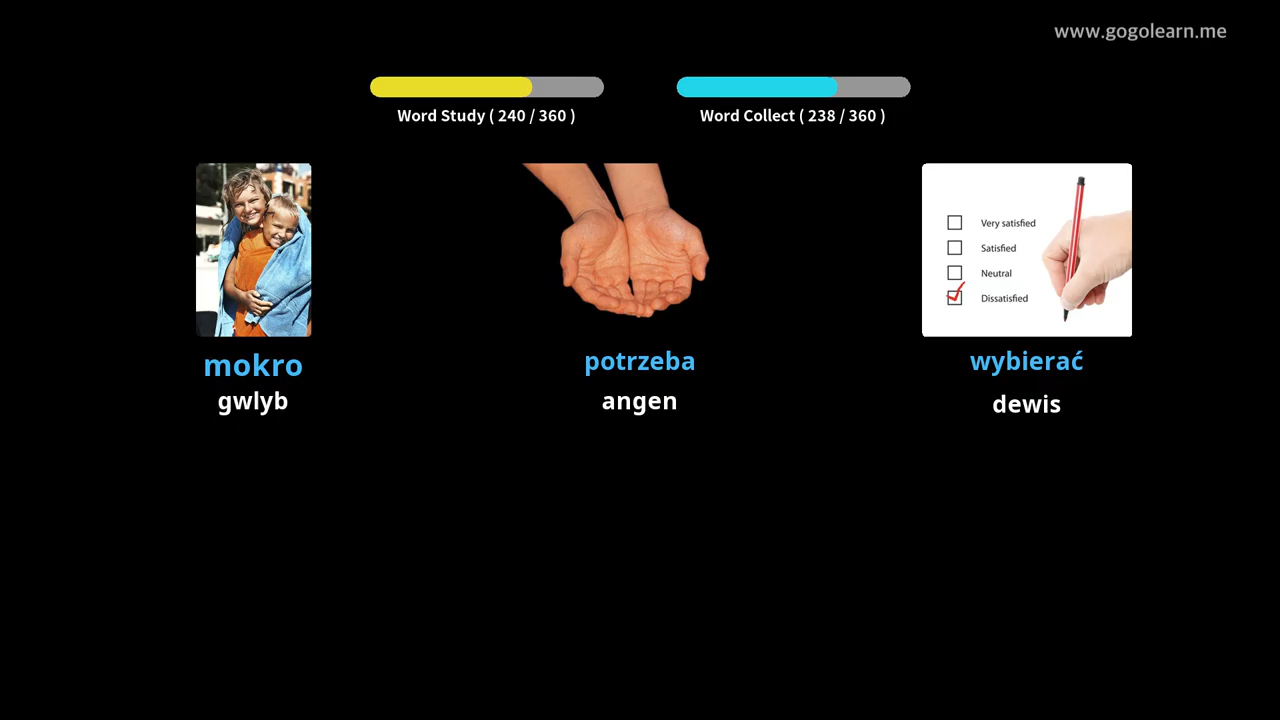 www.gogolearn.me
Word Study ( 240 / 360 )
Word Collect ( 238 / 360 )
Very satisfied
Satisfied
Neutral
Dissatisfied
mokro
potrzeba
wybierać
gwlyb
angen
dewis